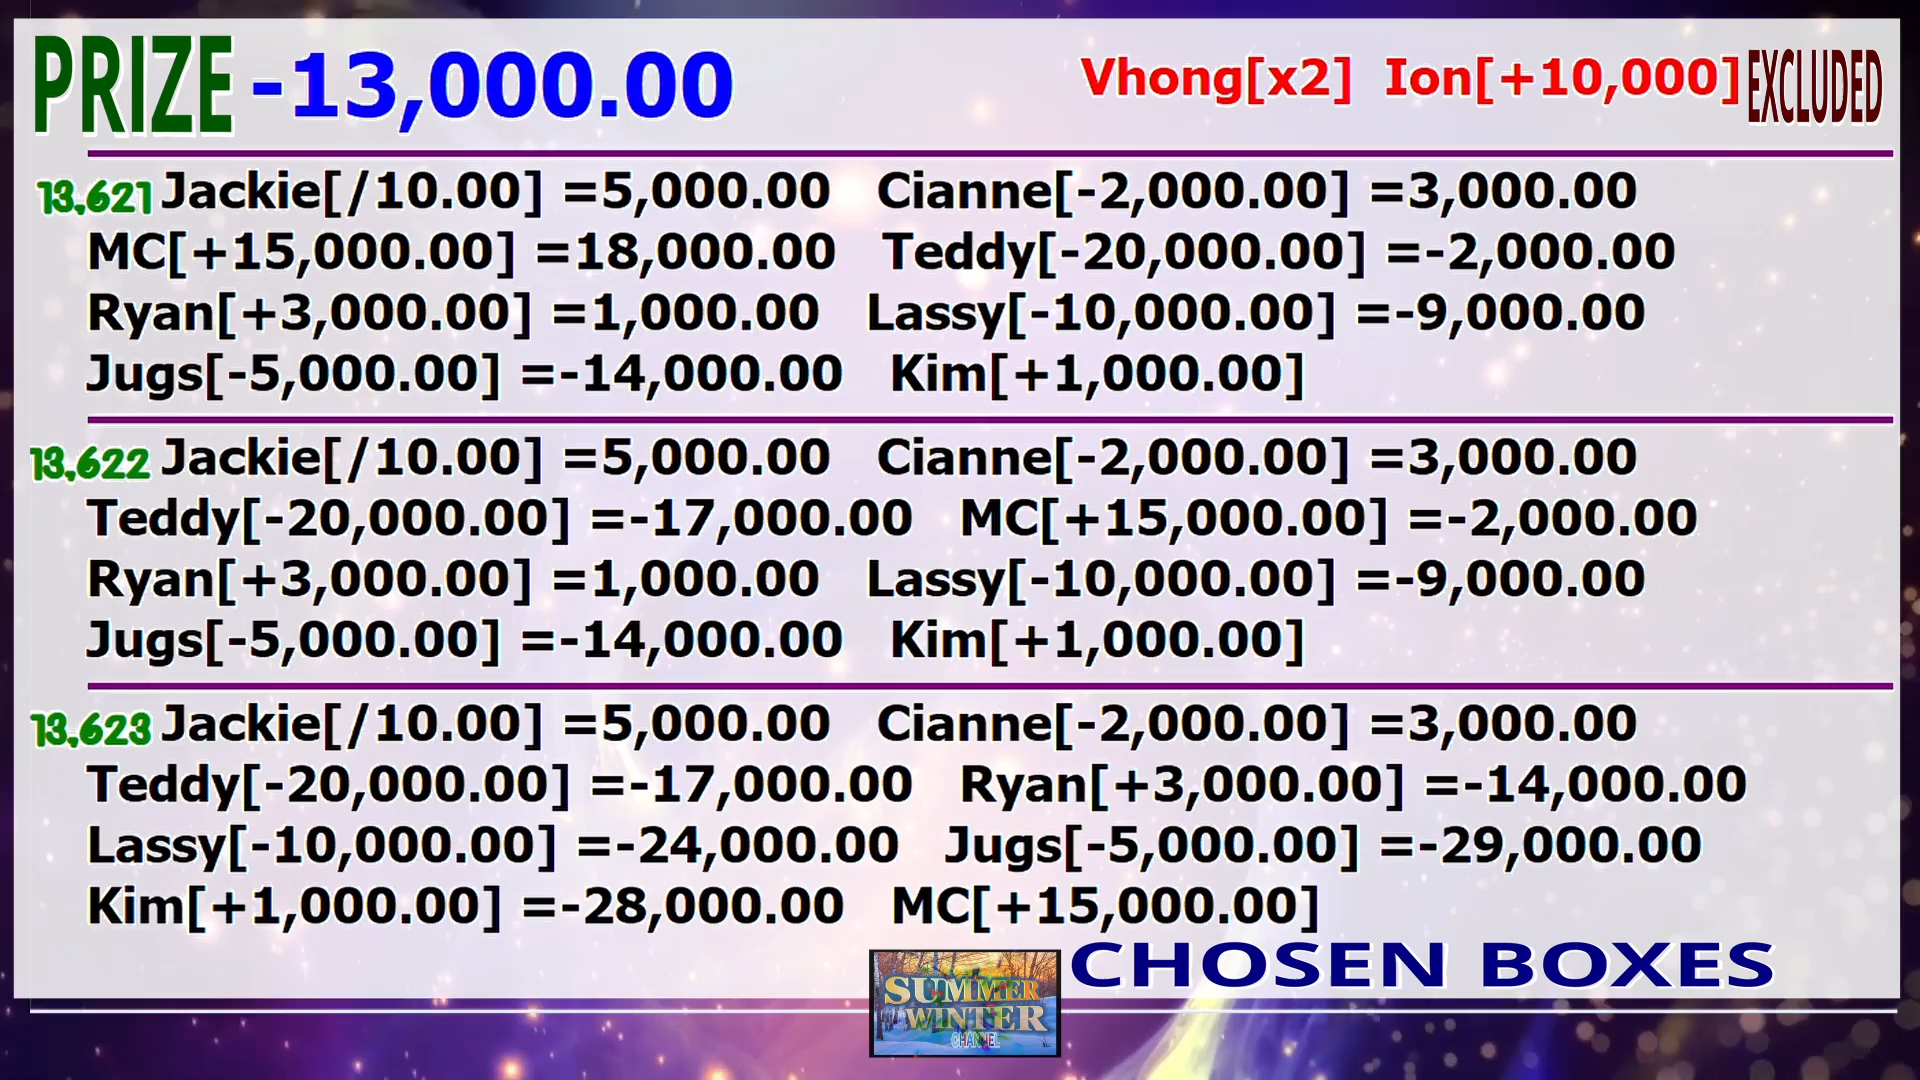 PRIZE -13,000.00 Vhong[x2] Ion[+10,000] EXCLUDED
13,621 Jackie[/10.00] =5,000.00 Cianne[-2,000.00] =3,000.00
MC[+15,000.00] =18,000.00 Teddy[-20,000.00] =-2,000.00
Ryan[+3,000.00] =1,000.00 Lassy[-10,000.00] =-9,000.00
Jugs[-5,000.00] =-14,000.00 Kim[+1,000.00]
13,622 Jackie[/10.00] =5,000.00 Cianne[-2,000.00] =3,000.00
Teddy[-20,000.00] =-17,000.00 MC[+15,000.00] =-2,000.00
Ryan[+3,000.00] =1,000.00 Lassy[-10,000.00] =-9,000.00
Jugs[-5,000.00] =-14,000.00 Kim[+1,000.00]
13,623 Jackie[/10.00] =5,000.00 Cianne[-2,000.00] =3,000.00
Teddy[-20,000.00] =-17,000.00 Ryan[+3,000.00] =-14,000.00
Lassy[-10,000.00] =-24,000.00 Jugs[-5,000.00] =-29,000.00
Kim[+1,000.00] =-28,000.00 MC[+15,000.00]
CHOSEN BOXES
SUMMER
WINTER
CHANNEL